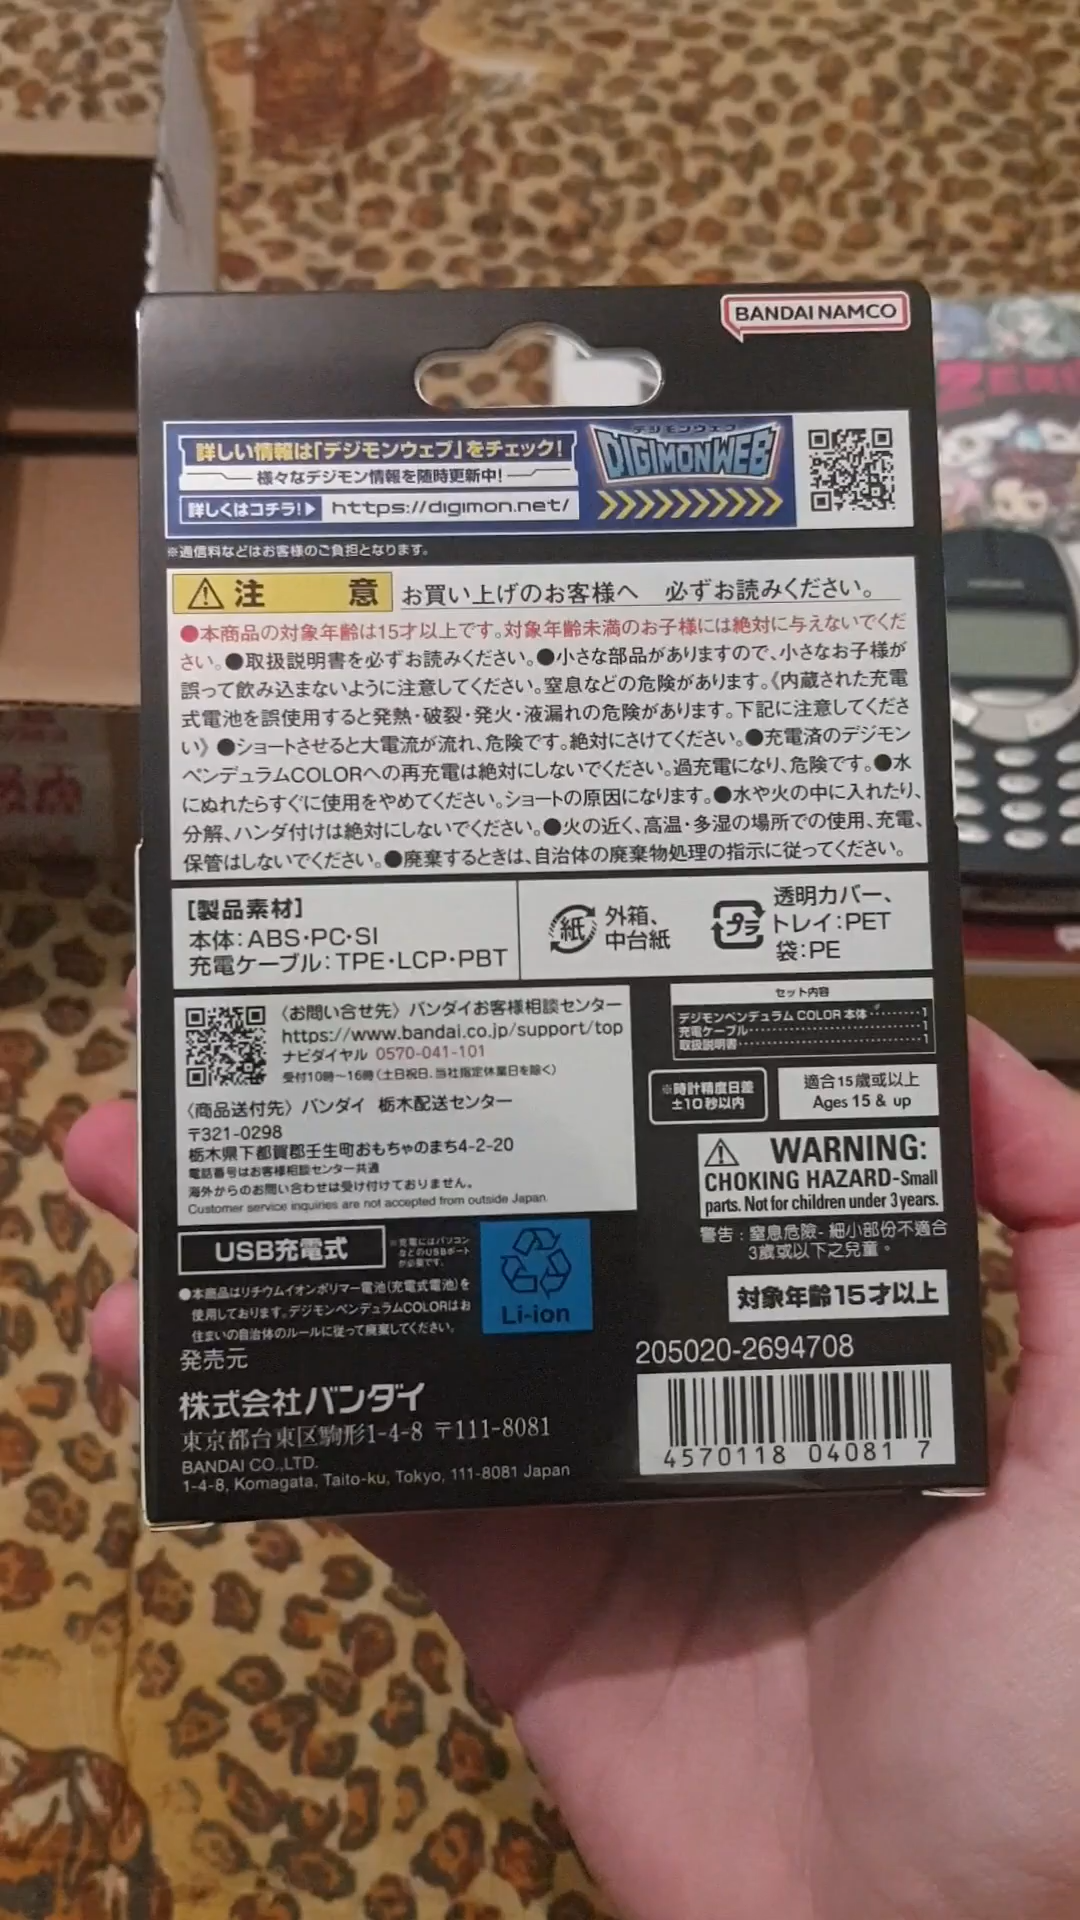 BANDAI NAMCO
詳しい情報は「デジモンウェブ」をチェック!
様々なデジモン情報を随時更新中!
詳しくはコチラ!▶ https://digimon.net/
デジモンウェブ
DIGIMONWEB
※通信料などはお客様のご負担となります。
⚠注 意 お買い上げのお客様へ 必ずお読みください。
●本商品の対象年齢は15才以上です。対象年齢未満のお子様には絶対に与えないでくだ
さい。●取扱説明書を必ずお読みください。●小さな部品がありますので、小さなお子様が
誤って飲み込まないように注意してください。窒息などの危険があります。《内蔵された充電
式電池を誤使用すると発熱・破裂・発火・液漏れの危険があります。下記に注意してくださ
い》●ショートさせると大電流が流れ、危険です。絶対にさけてください。●充電済のデジモン
ペンデュラムCOLORへの再充電は絶対にしないでください。過充電になり、危険です。●水
にぬれたらすぐに使用をやめてください。ショートの原因になります。●水や火の中に入れたり、
分解、ハンダ付けは絶対にしないでください。●火の近く、高温・多湿の場所での使用、充電、
保管はしないでください。●廃棄するときは、自治体の廃棄物処理の指示に従ってください。
[製品素材]
本体:ABS・PC・SI
充電ケーブル:TPE・LCP・PBT
紙 外箱、
中台紙
プラ 透明カバー、
トレイ:PET
袋:PE
〈お問い合せ先〉バンダイお客様相談センター
https://www.bandai.co.jp/support/top
ナビダイヤル 0570-041-101
受付10時〜16時(土日祝日、当社指定休業日を除く)
〈商品送付先〉バンダイ 栃木配送センター
〒321-0298
栃木県下都賀郡壬生町おもちゃのまち4-2-20
電話番号はお客様相談センター共通
海外からのお問い合わせは受け付けておりません。
Customer service inquiries are not accepted from outside Japan.
セット内容
デジモンペンデュラム COLOR 本体………1
充電ケーブル………1
取扱説明書………1
※時計精度日差
±10秒以内
適合15歲或以上
Ages 15 & up
⚠ WARNING:
CHOKING HAZARD-Small
parts. Not for children under 3 years.
警告：窒息危險- 細小部份不適合
3歲或以下之兒童。
対象年齢15才以上
USB充電式
※充電にはパソコン
などのUSBポート
が必要です。
●本商品はリチウムイオンポリマー電池(充電式電池)を
使用しております。デジモンペンデュラムCOLORはお
住まいの自治体のルールに従って廃棄してください。
Li-ion
発売元
株式会社バンダイ
東京都台東区駒形1-4-8 〒111-8081
BANDAI CO.,LTD.
1-4-8, Komagata, Taito-ku, Tokyo, 111-8081 Japan
205020-2694708
4570118 04081 7